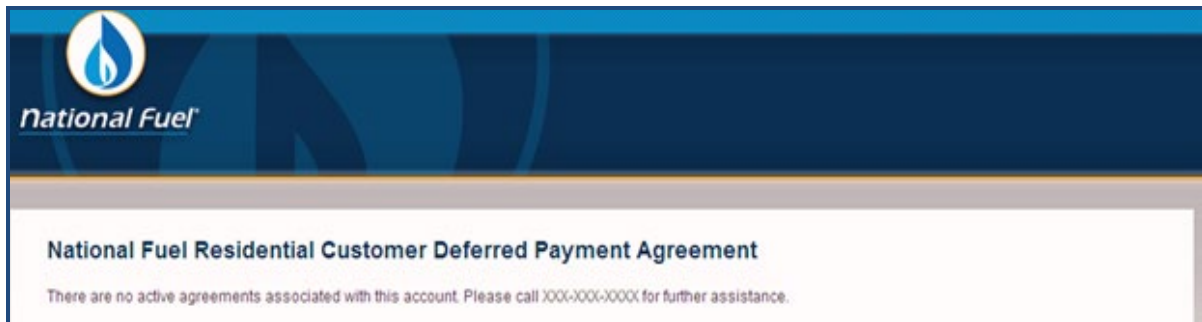 national Fuel
National Fuel Residential Customer Deferred Payment Agreement
There are no active agreements associated with this account. Please call XXX-XXX-XXXX for further assistance.